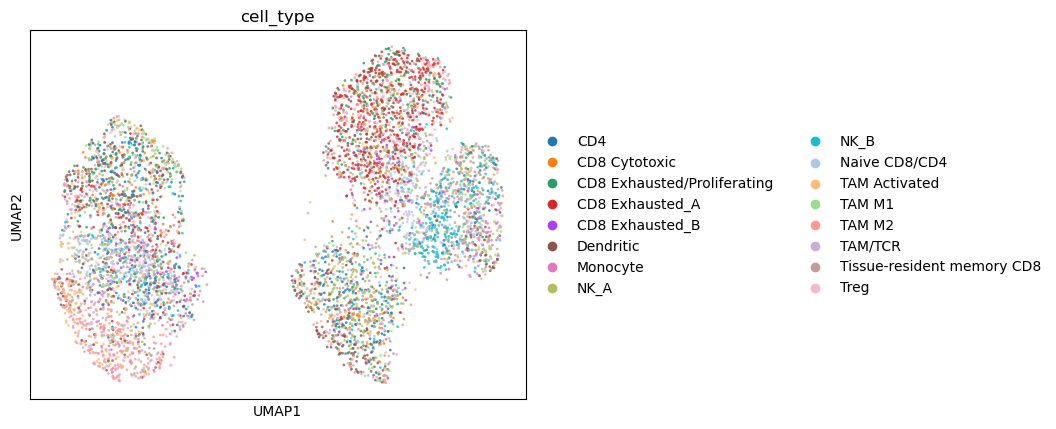 cell_type
UMAP2
UMAP1
CD4
CD8 Cytotoxic
CD8 Exhausted/Proliferating
CD8 Exhausted_A
CD8 Exhausted_B
Dendritic
Monocyte
NK_A
NK_B
Naive CD8/CD4
TAM Activated
TAM M1
TAM M2
TAM/TCR
Tissue-resident memory CD8
Treg